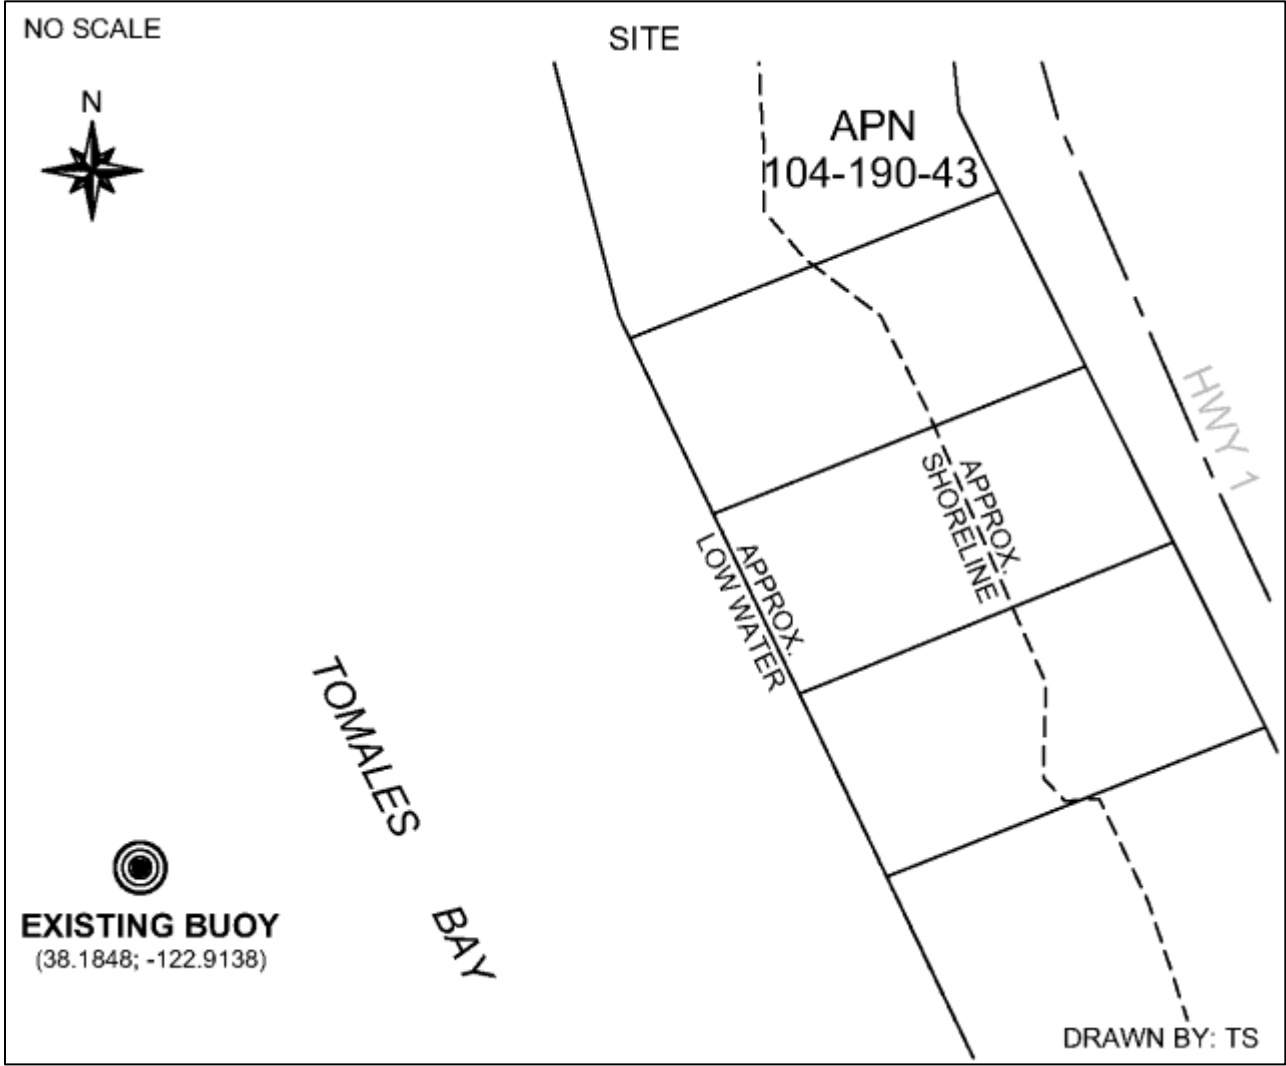 NO SCALE
SITE
N
APN
104-190-43
HWY 1
APPROX.
SHORELINE
APPROX.
LOW WATER
TOMALES
BAY
EXISTING BUOY
(38.1848; -122.9138)
DRAWN BY: TS